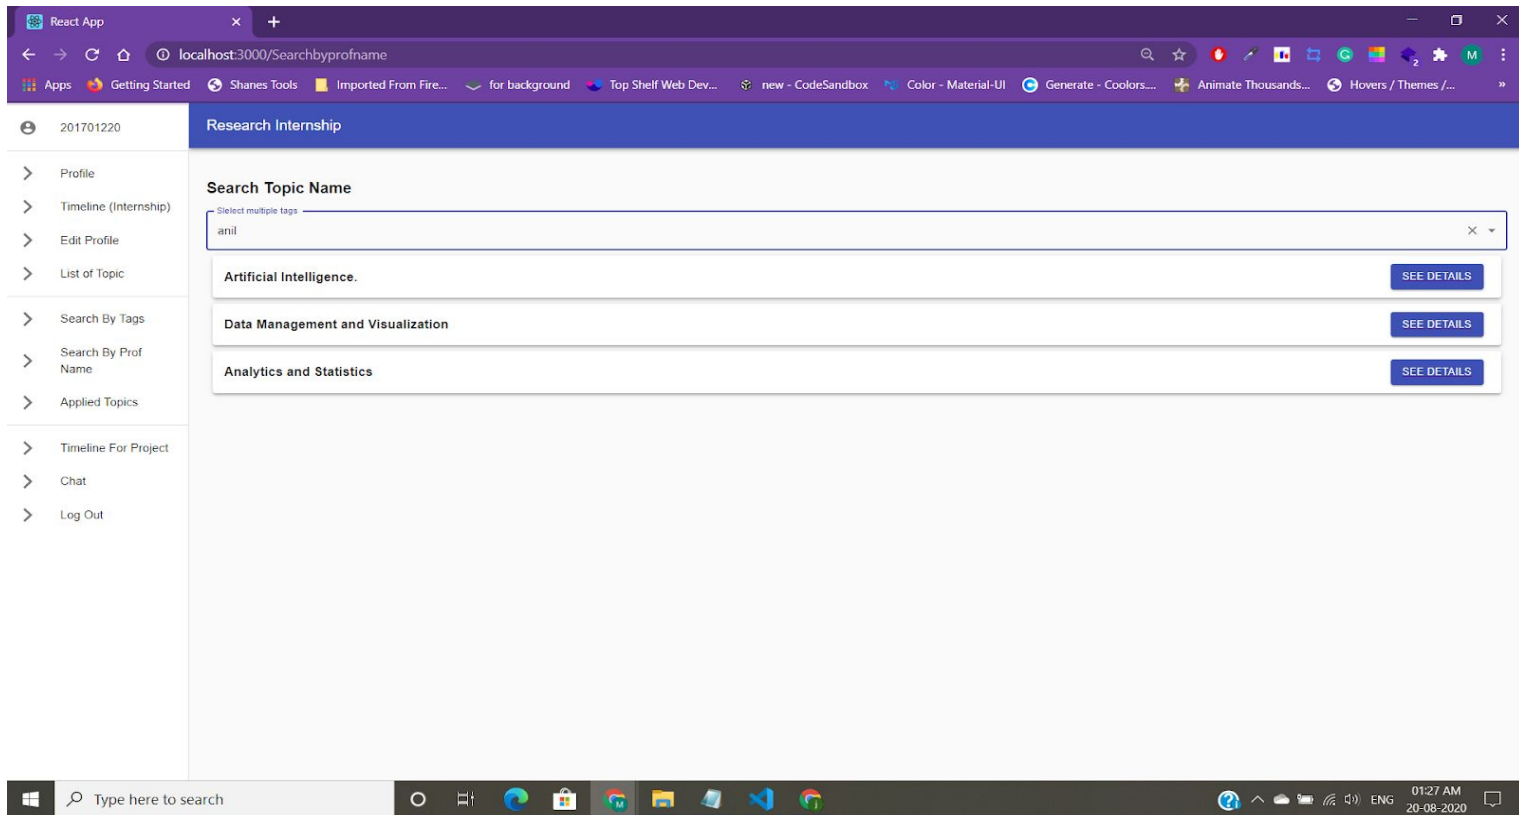 React App
localhost:3000/Searchbyprofname
Apps Getting Started Shanes Tools Imported From Fire... for background Top Shelf Web Dev... new - CodeSandbox Color - Material-UI Generate - Coolors.... Animate Thousands... Hovers / Themes /... »
201701220
Research Internship
Profile
Timeline (Internship)
Edit Profile
List of Topic
Search By Tags
Search By Prof
Name
Applied Topics
Timeline For Project
Chat
Log Out
Search Topic Name
Slelect multiple tags
anil
Artificial Intelligence.
SEE DETAILS
Data Management and Visualization
SEE DETAILS
Analytics and Statistics
SEE DETAILS
Type here to search
ENG
01:27 AM
20-08-2020